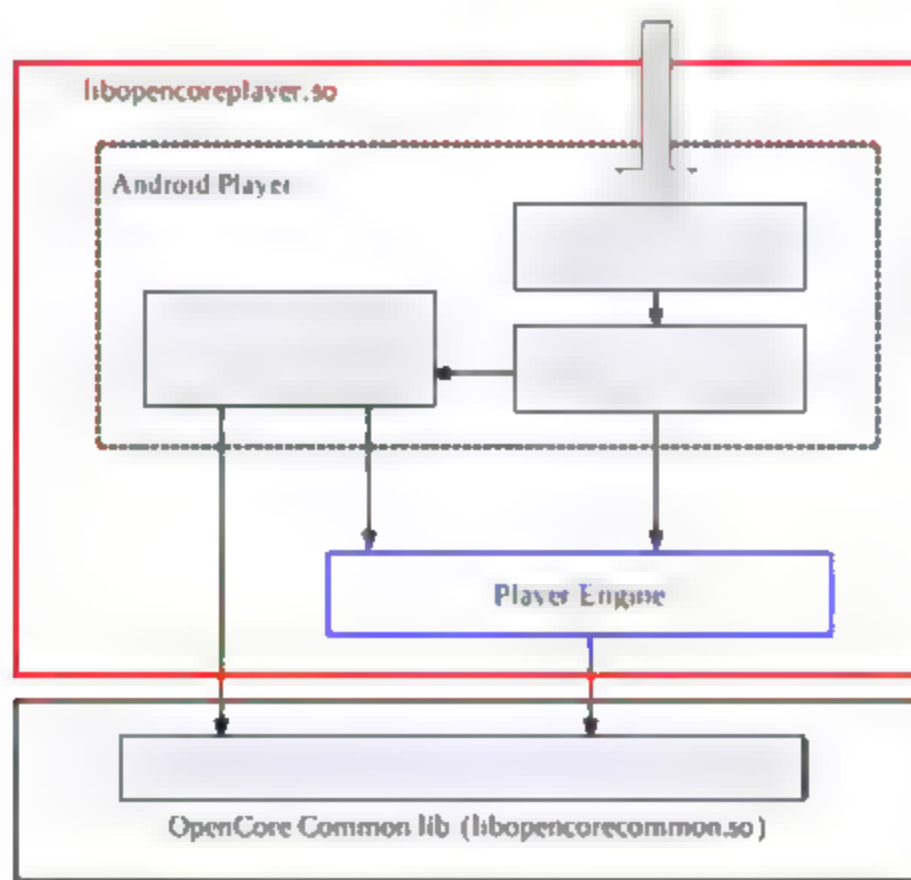 libopencoreplayer.so
Android Player
Player Engine
OpenCore Common lib (libopencorecommon.so)